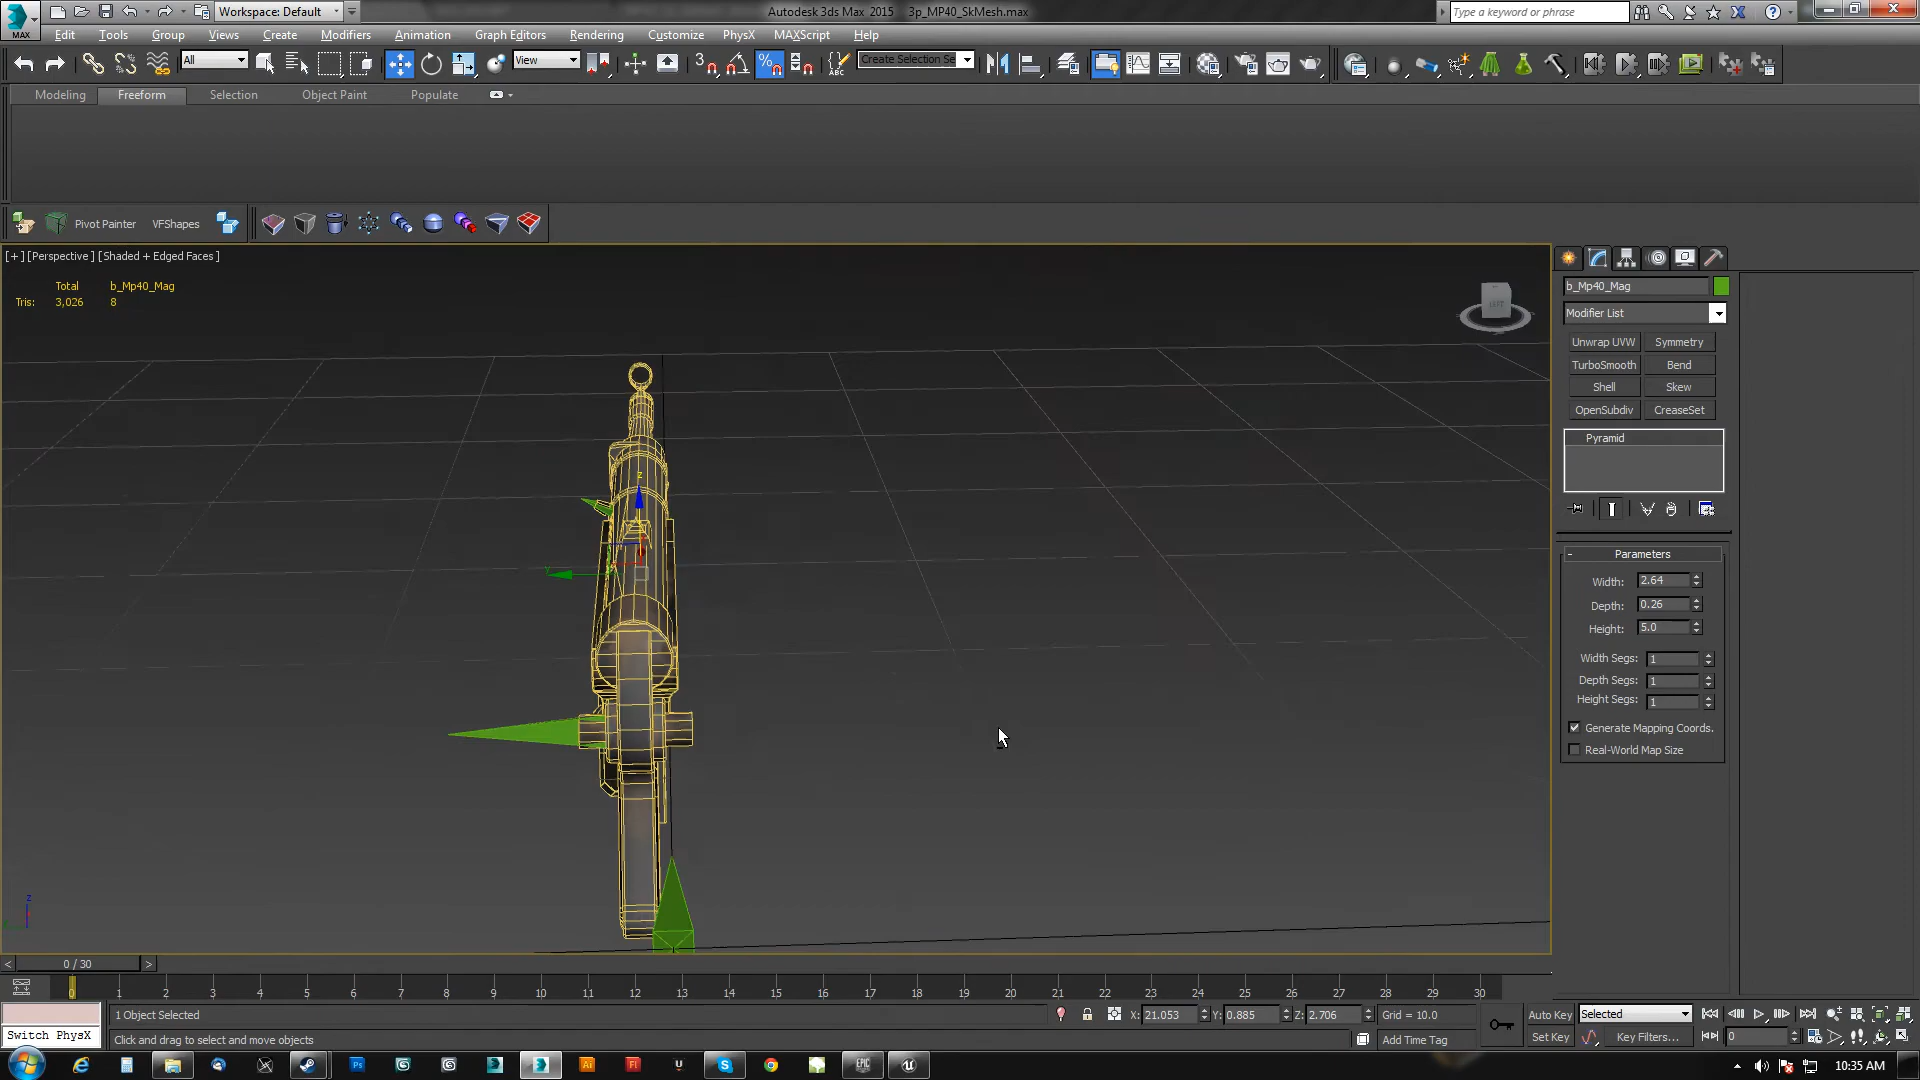 Workspace: Default
Autodesk 3ds Max 2015 3p_MP40_SkMesh.max
Type a keyword or phrase
MAX
Edit Tools Group Views Create Modifiers Animation Graph Editors Rendering Customize PhysX MAXScript Help
All
View
3
%
ABC
Create Selection Se
Modeling Freeform Selection Object Paint Populate
Pivot Painter VFShapes
[+] [Perspective] [Shaded + Edged Faces]
Total b_Mp40_Mag
Tris: 3,026 8
LEFT
z
y
z
b_Mp40_Mag
Modifier List
Unwrap UVW Symmetry
TurboSmooth Bend
Shell Skew
OpenSubdiv CreaseSet
Pyramid
- Parameters
Width: 2.64
Depth: 0.26
Height: 5.0
Width Segs: 1
Depth Segs: 1
Height Segs: 1
Generate Mapping Coords.
Real-World Map Size
< 0 / 30 >
0 1 2 3 4 5 6 7 8 9 10 11 12 13 14 15 16 17 18 19 20 21 22 23 24 25 26 27 28 29 30
1 Object Selected
X: 21.053 Y: 0.885 Z: 2.706 Grid = 10.0
Auto Key Selected
Switch PhysX
Click and drag to select and move objects
Add Time Tag
Set Key Key Filters... 0
Ps Ai Fl EPIC
10:35 AM